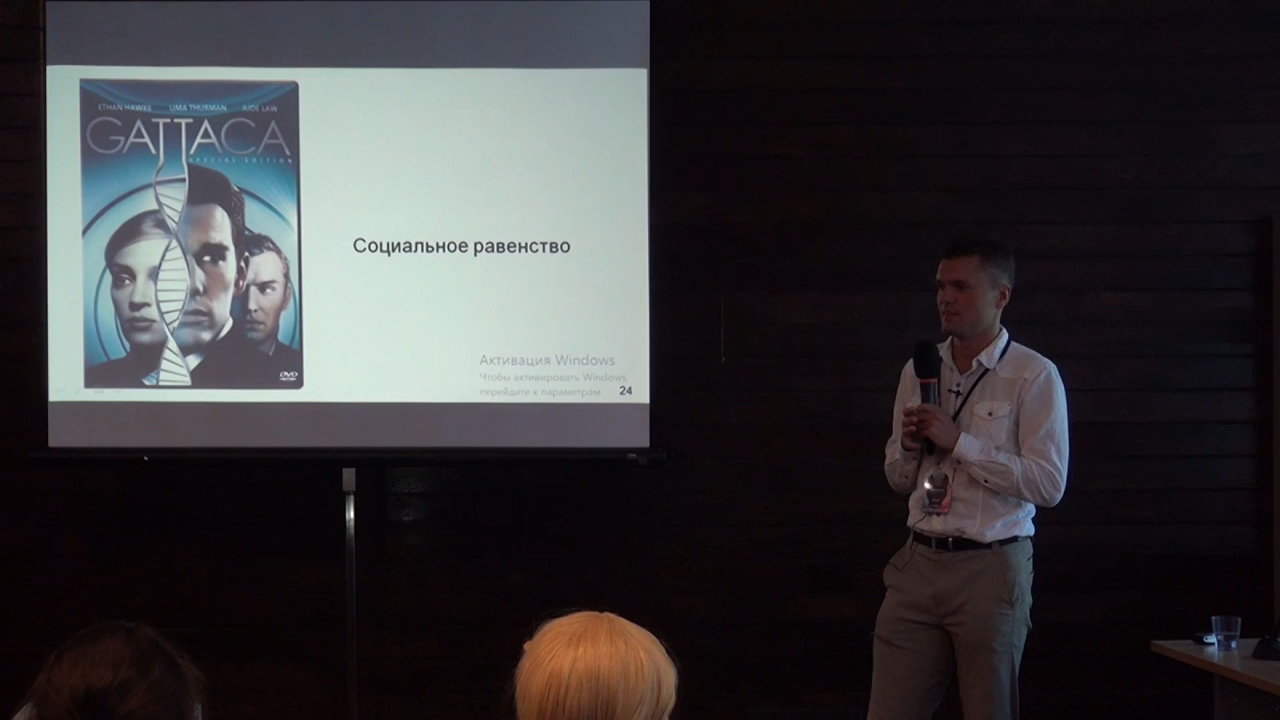 ETHAN HAWKE UMA THURMAN JUDE LAW
GATTACA
SPECIAL EDITION
Социальное равенство
DVD
Активация Windows
Чтобы активировать Windows
перейдите к параметрам
24